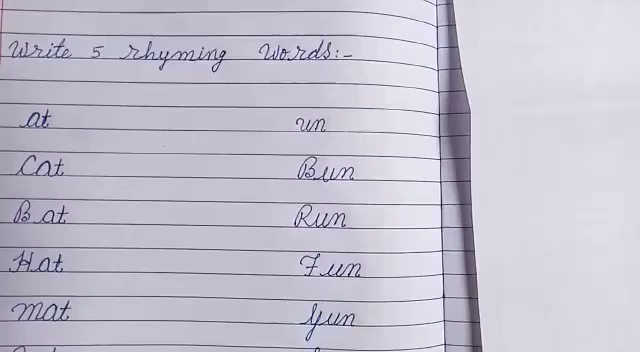 Write 5 rhyming Words:-
at un
Cat Bun
Bat Run
Hat Fun
mat Gun